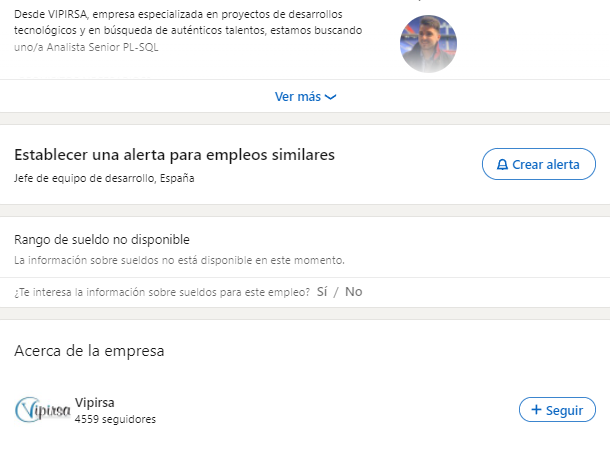 Desde VIPIRSA, empresa especializada en proyectos de desarrollos
tecnológicos y en búsqueda de auténticos talentos, estamos buscando
uno/a Analista Senior PL-SQL
Ver más
Establecer una alerta para empleos similares
Jefe de equipo de desarrollo, España
Crear alerta
Rango de sueldo no disponible
La información sobre sueldos no está disponible en este momento.
¿Te interesa la información sobre sueldos para este empleo? Sí / No
Acerca de la empresa
Vipirsa
Vipirsa
4559 seguidores
+ Seguir